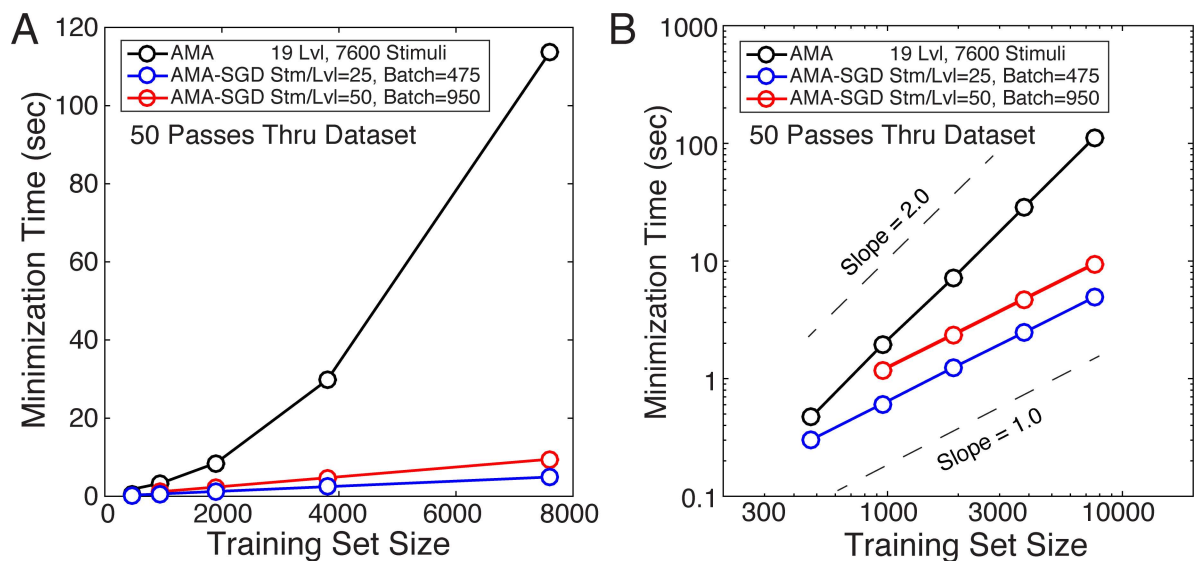 A
Minimization Time (sec)
120
100
80
60
40
20
0
AMA 19 Lvl, 7600 Stimuli
AMA-SGD Stm/Lvl=25, Batch=475
AMA-SGD Stm/Lvl=50, Batch=950
50 Passes Thru Dataset
0 2000 4000 6000 8000
Training Set Size
B
Minimization Time (sec)
1000
100
10
1
0.1
AMA 19 Lvl, 7600 Stimuli
AMA-SGD Stm/Lvl=25, Batch=475
AMA-SGD Stm/Lvl=50, Batch=950
50 Passes Thru Dataset
Slope = 2.0
Slope = 1.0
300 1000 3000 10000
Training Set Size